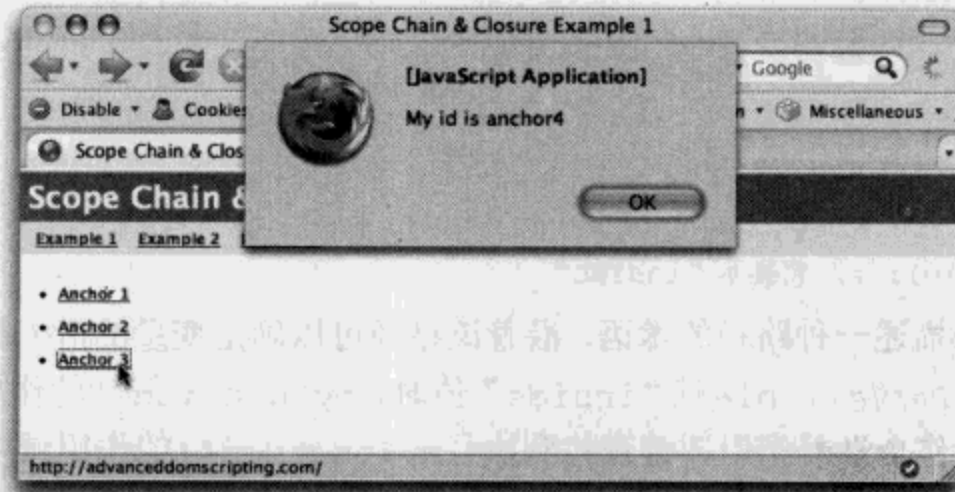 Scope Chain & Closure Example 1
[JavaScript Application]
My id is anchor4
OK
Google
Disable
Cookies
Miscellaneous
Scope Chain & Clos
Scope Chain &
Example 1 Example 2
Anchor 1
Anchor 2
Anchor 3
http://advanceddomscripting.com/